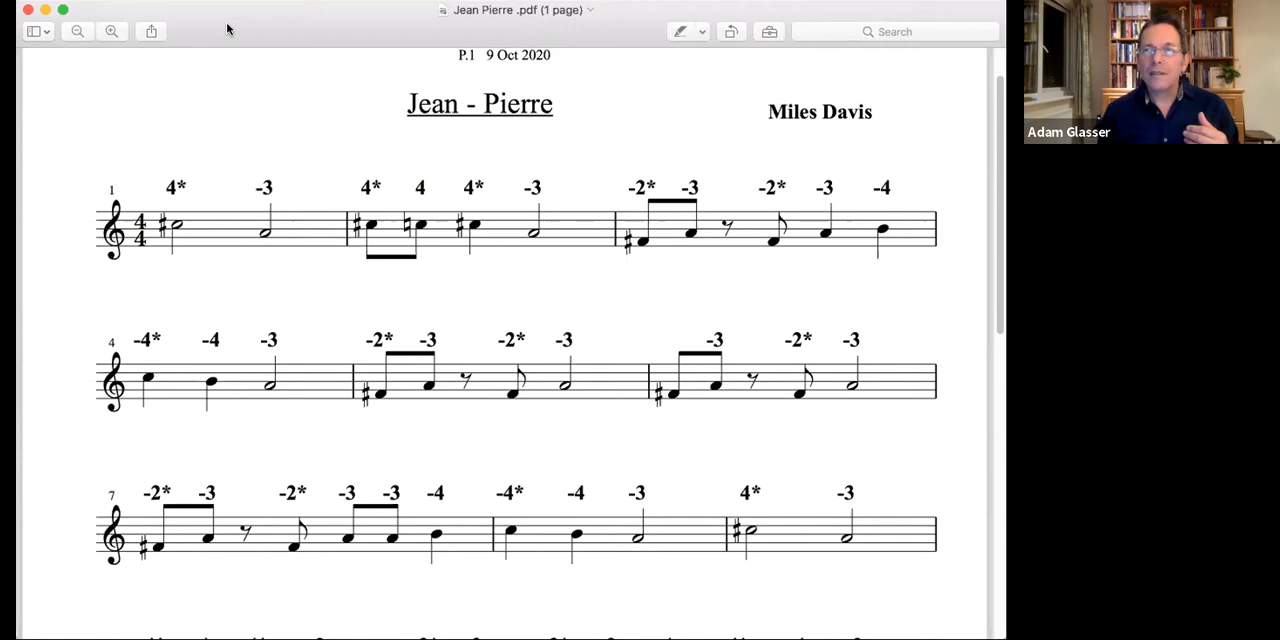 Jean Pierre .pdf (1 page)
Search
P.1 9 Oct 2020
Jean - Pierre
Miles Davis
Adam Glasser
1
4* -3 4* 4 4* -3 -2* -3 -2* -3 -4
4
4
4
-4* -4 -3 -2* -3 -2* -3 -3 -2* -3
7
-2* -3 -2* -3 -3 -4 -4* -4 -3 4* -3